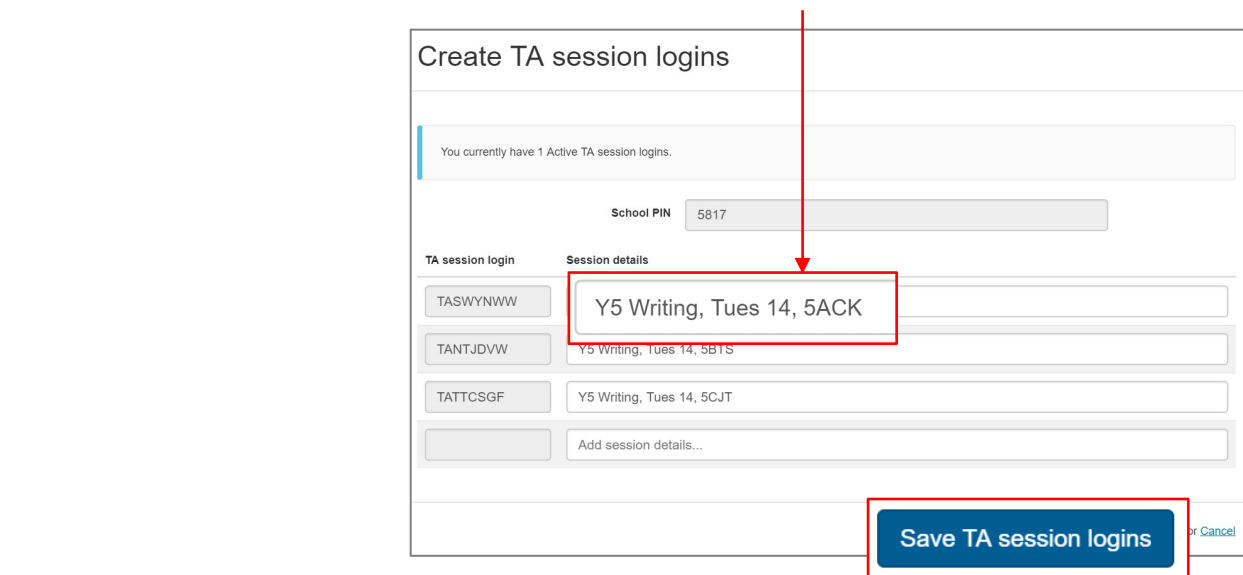 Create TA session logins
You currently have 1 Active TA session logins.
School PIN 5817
TA session login Session details
TASWYNWW Y5 Writing, Tues 14, 5ACK
TANTJDVW Y5 Writing, Tues 14, 5BTS
TATTCSGF Y5 Writing, Tues 14, 5CJT
Add session details...
Save TA session logins or Cancel